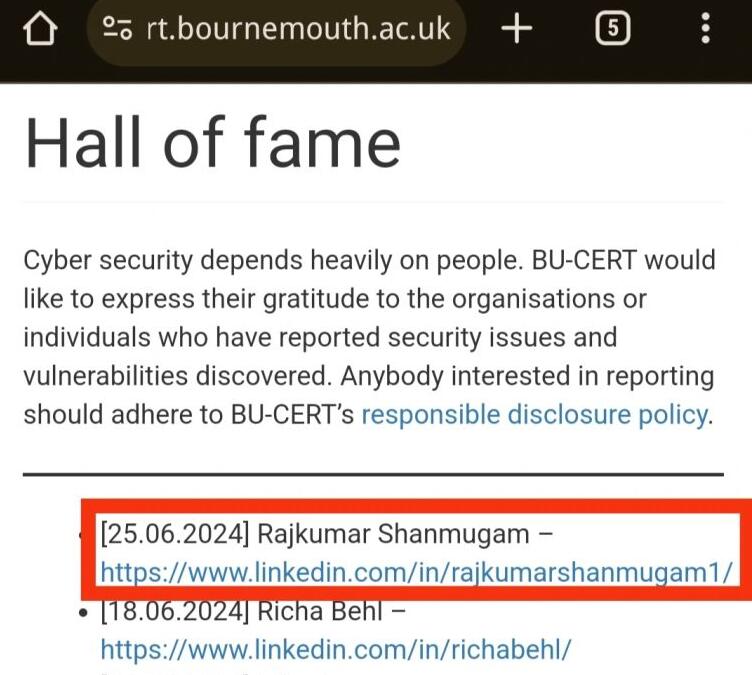 rt.bournemouth.ac.uk
5
Hall of fame
Cyber security depends heavily on people. BU-CERT would
like to express their gratitude to the organisations or
individuals who have reported security issues and
vulnerabilities discovered. Anybody interested in reporting
should adhere to BU-CERT’s responsible disclosure policy.
[25.06.2024] Rajkumar Shanmugam –
https://www.linkedin.com/in/rajkumarshanmugam1/
[18.06.2024] Richa Behl –
https://www.linkedin.com/in/richabehl/